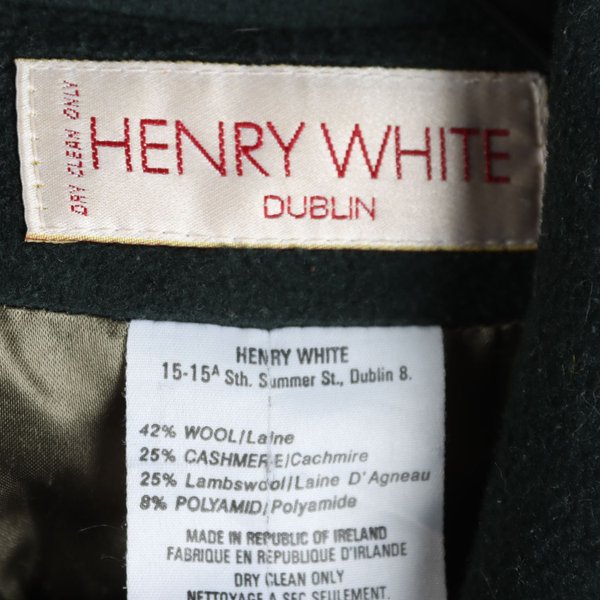 DRY CLEAN ONLY
HENRY WHITE
DUBLIN
HENRY WHITE
15-15A Sth. Summer St., Dublin 8.
42% WOOL/Laine
25% CASHMERE/Cachmire
25% Lambswool/Laine D'Agneau
8% POLYAMID/Polyamide
MADE IN REPUBLIC OF IRELAND
FABRIQUE EN REPUBLIQUE D'IRLANDE
DRY CLEAN ONLY
NETTOYAGE A SEC SEULEMENT.